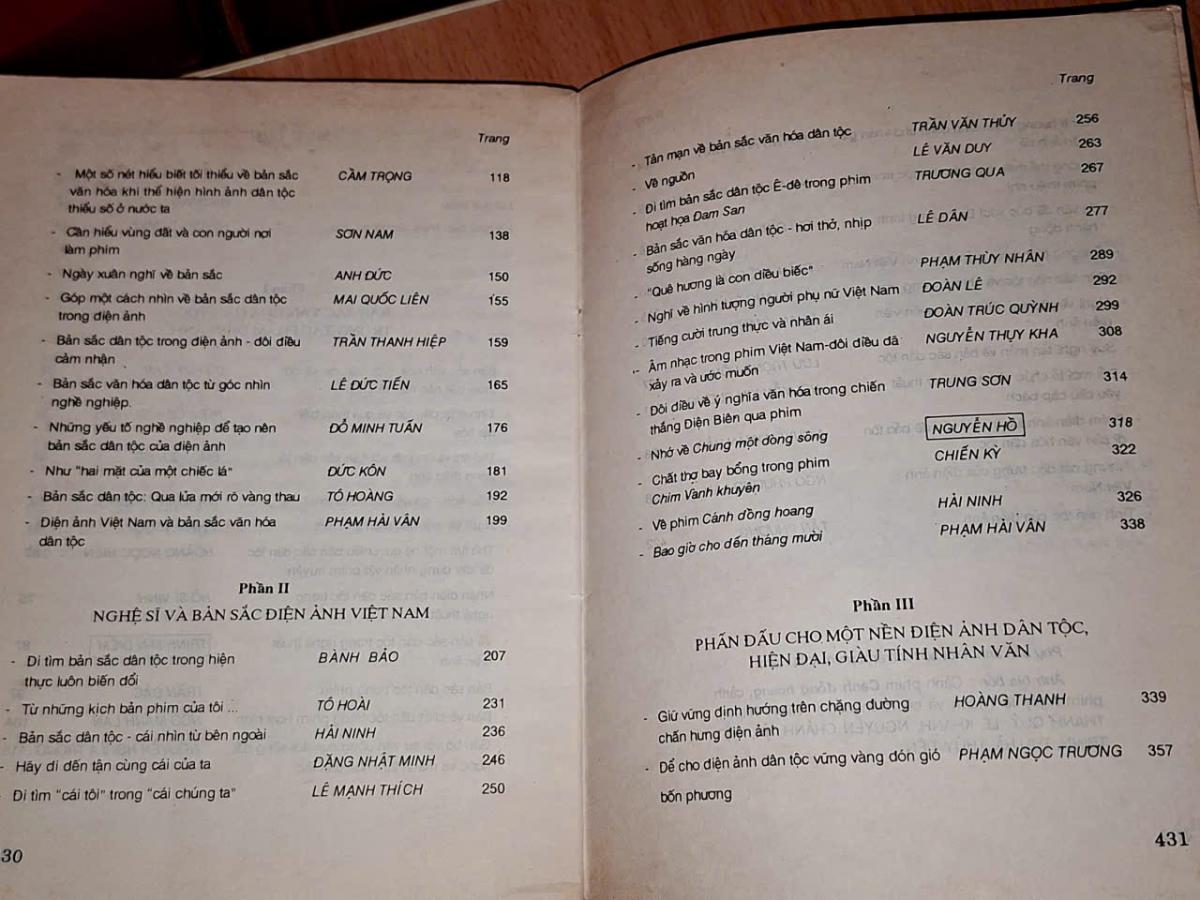 Trang
- Một số nét hiểu biết tối thiểu về bản sắc CẦM TRỌNG 118
văn hóa khi thể hiện hình ảnh dân tộc
thiểu số ở nước ta
- Cần hiểu vùng đất và con người nơi SƠN NAM 138
làm phim
- Ngày xuân nghĩ về bản sắc ANH ĐỨC 150
- Góp một cách nhìn về bản sắc dân tộc MAI QUỐC LIÊN 155
trong điện ảnh
- Bản sắc dân tộc trong điện ảnh - đôi điều TRẦN THANH HIỆP 159
cảm nhận
- Bản sắc văn hóa dân tộc từ góc nhìn LÊ ĐỨC TIẾN 165
nghề nghiệp.
- Những yếu tố nghề nghiệp để tạo nên ĐỖ MINH TUẤN 176
bản sắc dân tộc của điện ảnh
- Như "hai mặt của một chiếc lá" ĐỨC KÔN 181
- Bản sắc dân tộc: Qua lửa mới rõ vàng thau TÔ HOÀNG 192
- Điện ảnh Việt Nam và bản sắc văn hóa PHẠM HẢI VÂN 199
dân tộc
Phần II
NGHỆ SĨ VÀ BẢN SẮC ĐIỆN ẢNH VIỆT NAM
- Đi tìm bản sắc dân tộc trong hiện BÀNH BẢO 207
thực luôn biến đổi
- Từ những kịch bản phim của tôi ... TÔ HOÀI 231
- Bản sắc dân tộc - cái nhìn từ bên ngoài HẢI NINH 236
- Hãy đi đến tận cùng cái của ta ĐẶNG NHẬT MINH 246
- Đi tìm "cái tôi" trong "cái chúng ta" LÊ MẠNH THÍCH 250
30
Trang
- Tản mạn về bản sắc văn hóa dân tộc TRẦN VĂN THỦY 256
- Về nguồn LÊ VĂN DUY 263
- Đi tìm bản sắc dân tộc Ê-đê trong phim TRƯƠNG QUA 267
hoạt họa Đam San
- Bản sắc văn hóa dân tộc - hơi thở, nhịp LÊ DÂN 277
sống hàng ngày
- "Quê hương là con diều biếc" PHẠM THÙY NHÂN 289
- Nghĩ về hình tượng người phụ nữ Việt Nam ĐOÀN LÊ 292
- Tiếng cười trung thực và nhân ái ĐOÀN TRÚC QUỲNH 299
- Âm nhạc trong phim Việt Nam-đôi điều đã NGUYỄN THỤY KHA 308
xảy ra và ước muốn
- Đôi điều về ý nghĩa văn hóa trong chiến TRUNG SƠN 314
thắng Điện Biên qua phim
- Nhớ về Chung một dòng sông NGUYỄN HỒ 318
- Chất thơ bay bổng trong phim CHIẾN KỲ 322
Chim Vành khuyên
- Về phim Cánh đồng hoang HẢI NINH 326
- Bao giờ cho đến tháng mười PHẠM HẢI VÂN 338
Phần III
PHẤN ĐẤU CHO MỘT NỀN ĐIỆN ẢNH DÂN TỘC,
HIỆN ĐẠI, GIÀU TÍNH NHÂN VĂN
- Giữ vững định hướng trên chặng đường HOÀNG THANH 339
chấn hưng điện ảnh
- Để cho điện ảnh dân tộc vững vàng đón gió PHẠM NGỌC TRƯƠNG 357
bốn phương
431